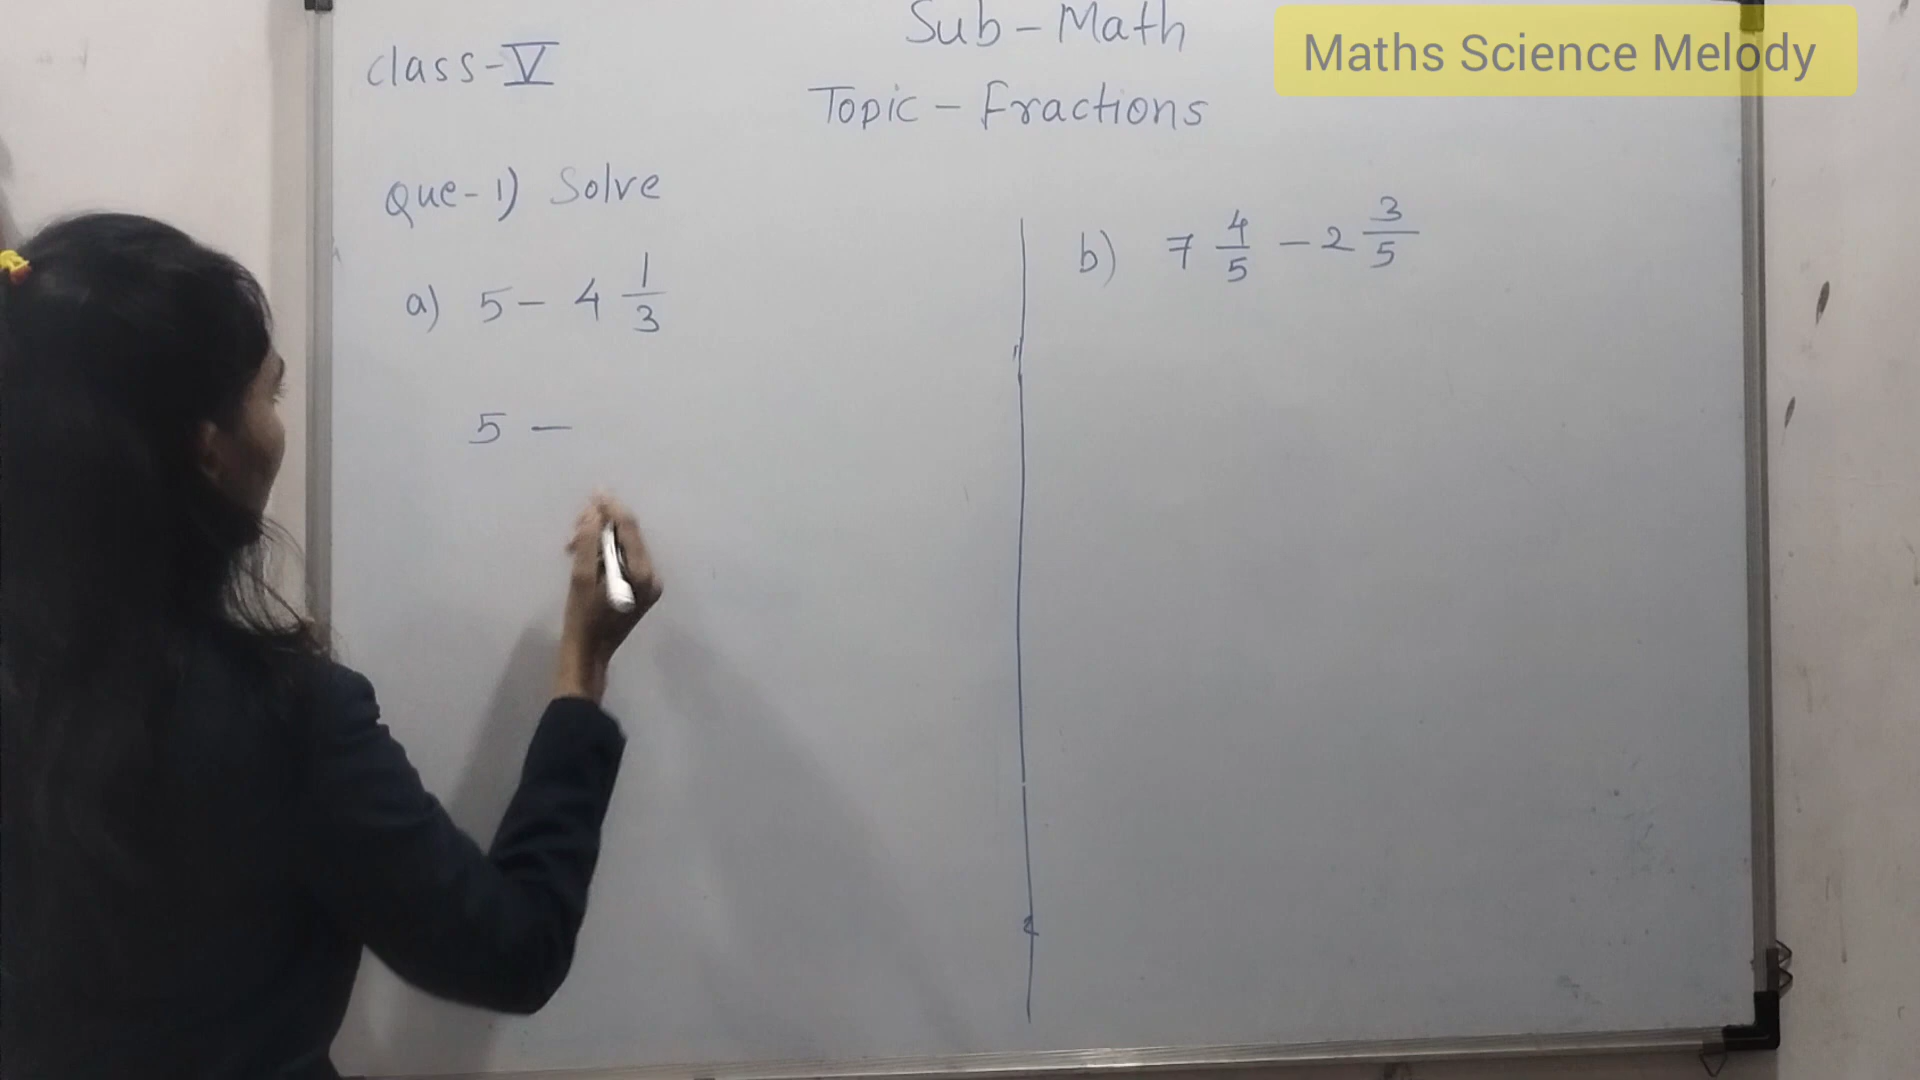 Maths Science Melody
Class-V
Sub-Math
Topic - Fractions
Que-1) Solve
a) 5 - 4 1/3
5 -
b) 7 4/5 - 2 3/5